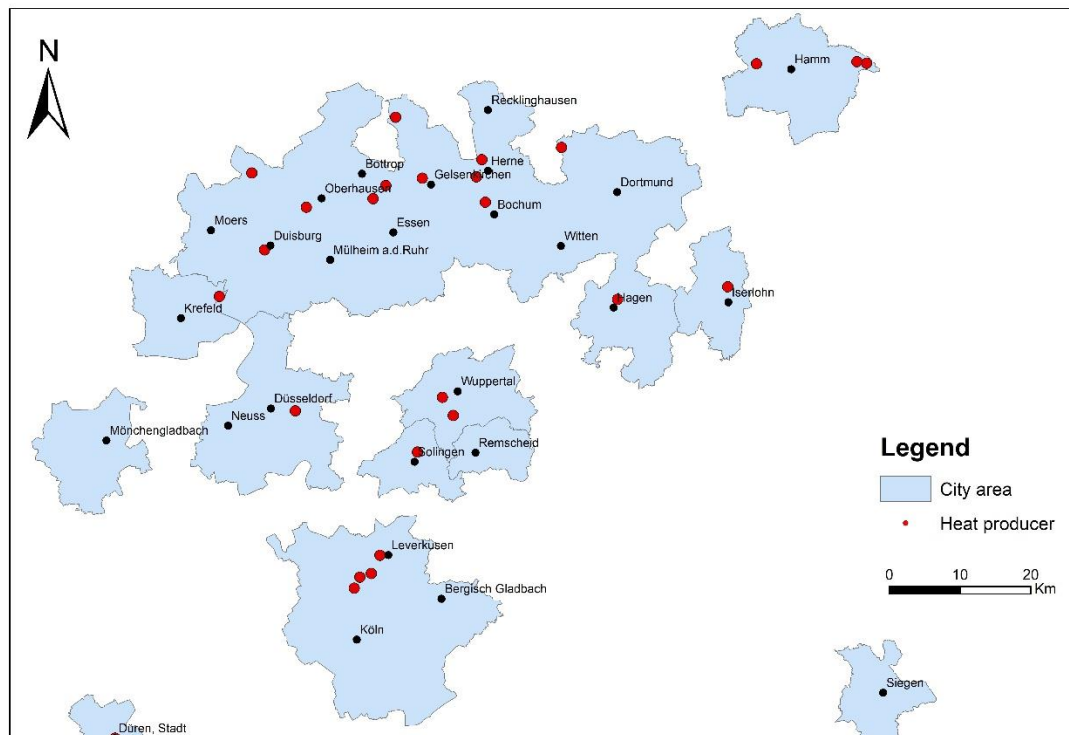 N
Hamm
Recklinghausen
Bottrop
Herne
Gelsenkirchen
Oberhausen
Dortmund
Moers
Essen
Bochum
Duisburg
Witten
Mülheim a.d.Ruhr
Krefeld
Hagen
Iserlohn
Wuppertal
Düsseldorf
Neuss
Mönchengladbach
Remscheid
Solingen
Legend
City area
Heat producer
Leverkusen
0 10 20
Km
Bergisch Gladbach
Köln
Siegen
Düren, Stadt